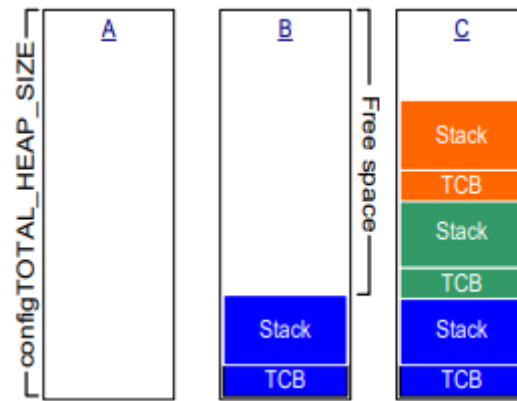 configTOTAL_HEAP_SIZE
A
B
Free space
Stack
TCB
C
Stack
TCB
Stack
TCB
Stack
TCB